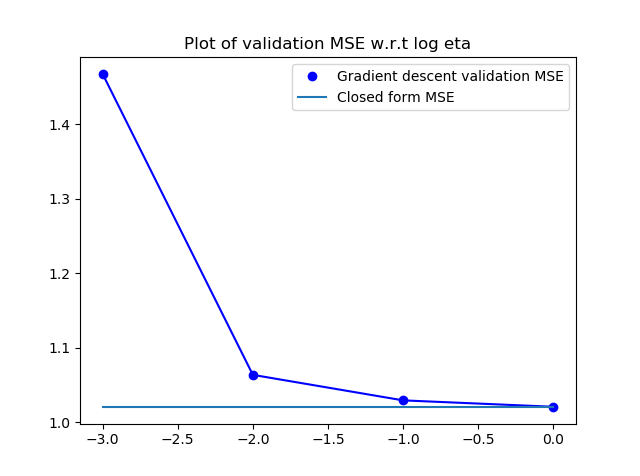 Plot of validation MSE w.r.t log eta
Gradient descent validation MSE
Closed form MSE
1.4
1.3
1.2
1.1
1.0
−3.0 −2.5 −2.0 −1.5 −1.0 −0.5 0.0